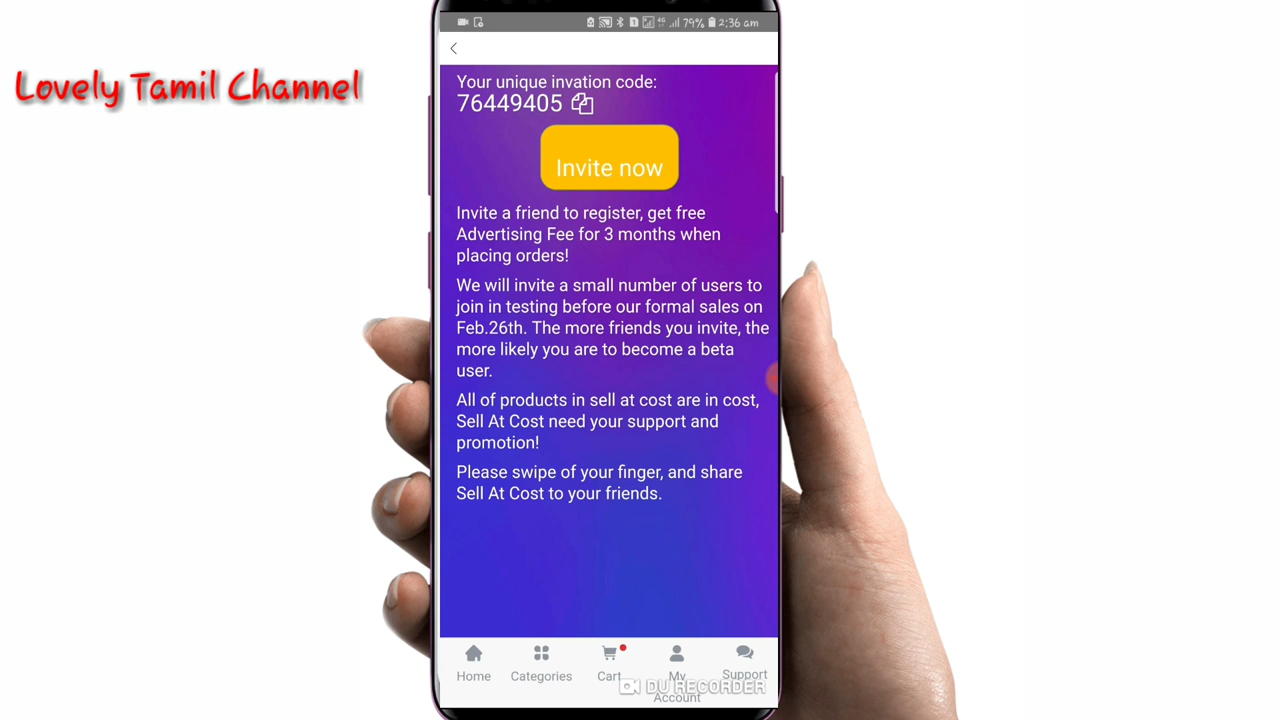 Lovely Tamil Channel
79% 2:36 am
Your unique invation code:
76449405
Invite now
Invite a friend to register, get free
Advertising Fee for 3 months when
placing orders!
We will invite a small number of users to
join in testing before our formal sales on
Feb.26th. The more friends you invite, the
more likely you are to become a beta
user.
All of products in sell at cost are in cost,
Sell At Cost need your support and
promotion!
Please swipe of your finger, and share
Sell At Cost to your friends.
Home Categories Cart My Account Support
DU RECORDER